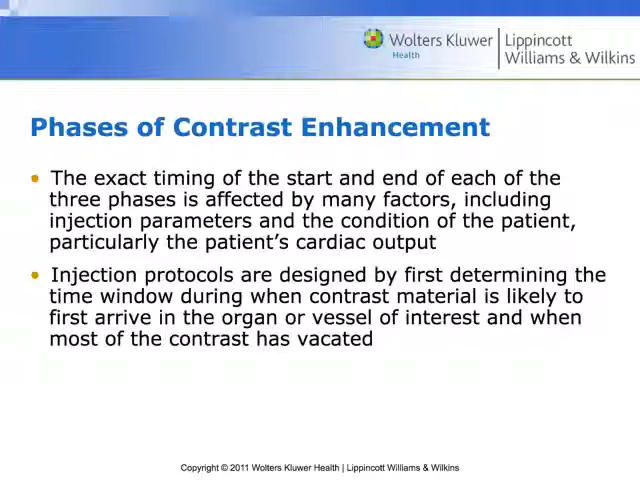 Wolters Kluwer
Health
Lippincott
Williams & Wilkins
Phases of Contrast Enhancement
• The exact timing of the start and end of each of the
three phases is affected by many factors, including
injection parameters and the condition of the patient,
particularly the patient’s cardiac output
• Injection protocols are designed by first determining the
time window during when contrast material is likely to
first arrive in the organ or vessel of interest and when
most of the contrast has vacated
Copyright © 2011 Wolters Kluwer Health | Lippincott Williams & Wilkins